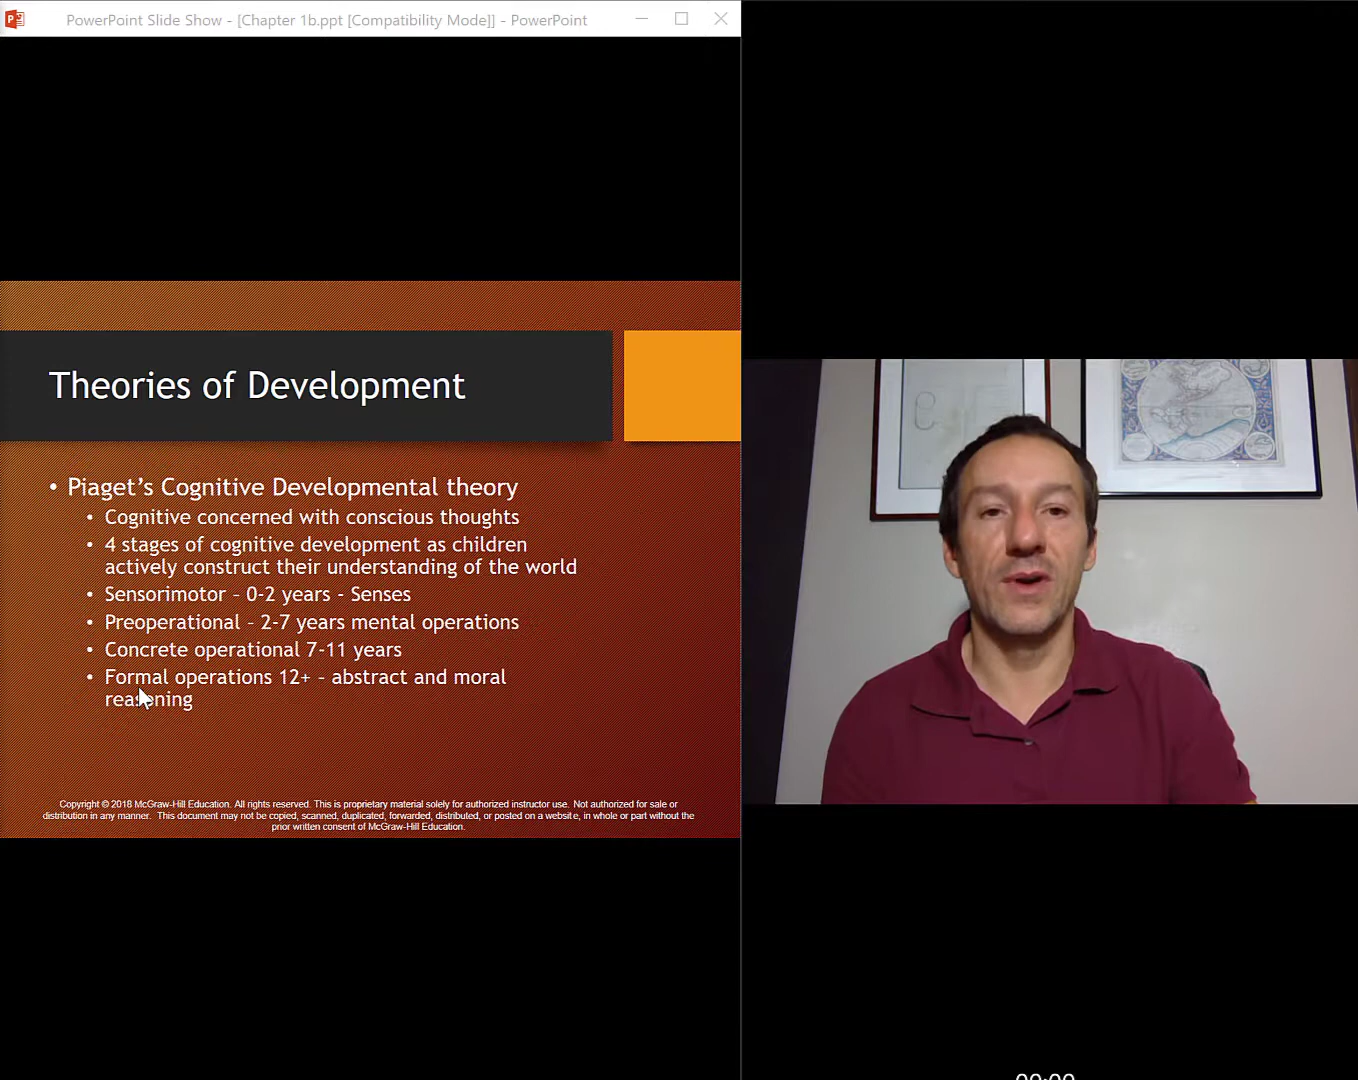 PowerPoint Slide Show - [Chapter 1b.ppt [Compatibility Mode]] - PowerPoint
Theories of Development
• Piaget’s Cognitive Developmental theory
• Cognitive concerned with conscious thoughts
• 4 stages of cognitive development as children
actively construct their understanding of the world
• Sensorimotor – 0-2 years - Senses
• Preoperational – 2-7 years mental operations
• Concrete operational 7-11 years
• Formal operations 12+ – abstract and moral
reasoning
Copyright © 2018 McGraw-Hill Education. All rights reserved. This is proprietary material solely for authorized instructor use. Not authorized for sale or
distribution in any manner. This document may not be copied, scanned, duplicated, forwarded, distributed, or posted on a website, in whole or part without the
prior written consent of McGraw-Hill Education.